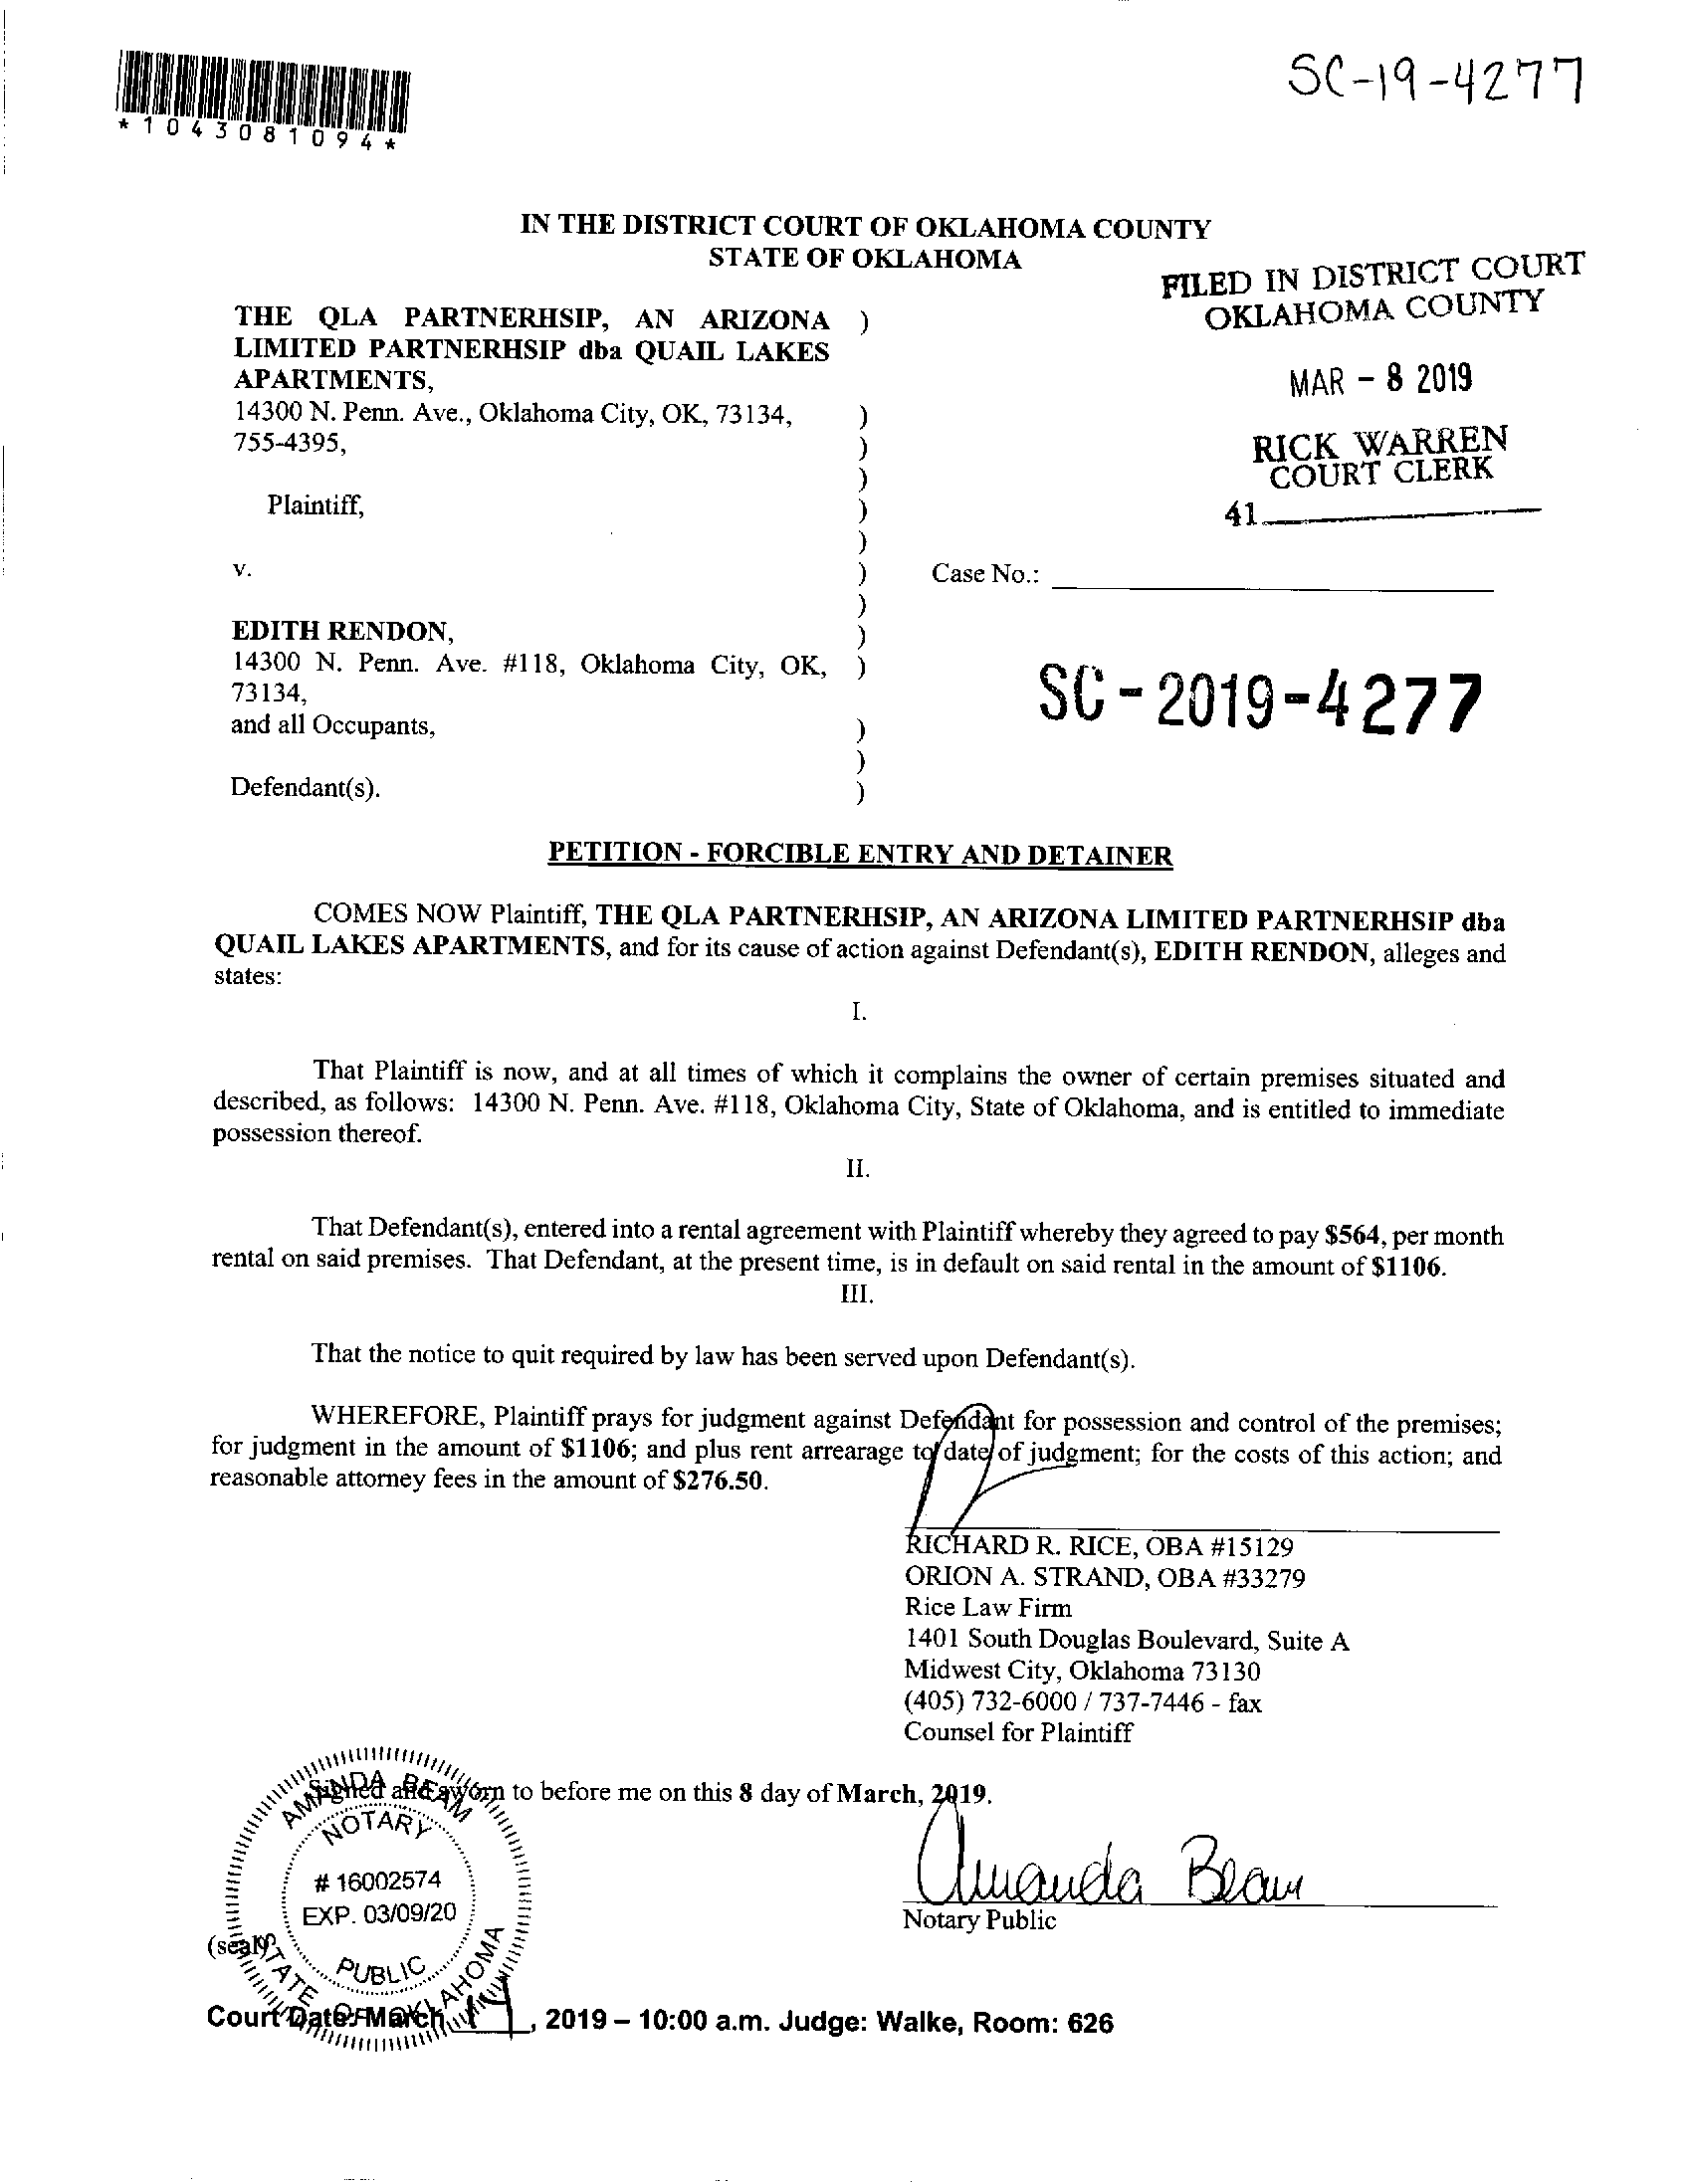 SC-19-4277
*1043081094*
IN THE DISTRICT COURT OF OKLAHOMA COUNTY
STATE OF OKLAHOMA
FILED IN DISTRICT COURT
OKLAHOMA COUNTY
MAR - 8 2019
RICK WARREN
COURT CLERK
41
THE QLA PARTNERHSIP, AN ARIZONA )
LIMITED PARTNERHSIP dba QUAIL LAKES
APARTMENTS,
14300 N. Penn. Ave., Oklahoma City, OK, 73134, )
755-4395, )
)
Plaintiff, )
)
v. ) Case No.:
)
EDITH RENDON, )
14300 N. Penn. Ave. #118, Oklahoma City, OK, )
73134,
and all Occupants, )
)
Defendant(s). )
SC-2019-4277
PETITION - FORCIBLE ENTRY AND DETAINER
COMES NOW Plaintiff, THE QLA PARTNERHSIP, AN ARIZONA LIMITED PARTNERHSIP dba
QUAIL LAKES APARTMENTS, and for its cause of action against Defendant(s), EDITH RENDON, alleges and
states:
I.
That Plaintiff is now, and at all times of which it complains the owner of certain premises situated and
described, as follows: 14300 N. Penn. Ave. #118, Oklahoma City, State of Oklahoma, and is entitled to immediate
possession thereof.
II.
That Defendant(s), entered into a rental agreement with Plaintiff whereby they agreed to pay $564, per month
rental on said premises. That Defendant, at the present time, is in default on said rental in the amount of $1106.
III.
That the notice to quit required by law has been served upon Defendant(s).
WHEREFORE, Plaintiff prays for judgment against Defendant for possession and control of the premises;
for judgment in the amount of $1106; and plus rent arrearage to date of judgment; for the costs of this action; and
reasonable attorney fees in the amount of $276.50.
RICHARD R. RICE, OBA #15129
ORION A. STRAND, OBA #33279
Rice Law Firm
1401 South Douglas Boulevard, Suite A
Midwest City, Oklahoma 73130
(405) 732-6000 / 737-7446 - fax
Counsel for Plaintiff
Signed and sworn to before me on this 8 day of March, 2019.
AMANDA BEAM
NOTARY
# 16002574
EXP. 03/09/20
PUBLIC
STATE OF OKLAHOMA
Amanda Beam
Notary Public
(seal)
Court Date: March 14, 2019 – 10:00 a.m. Judge: Walke, Room: 626